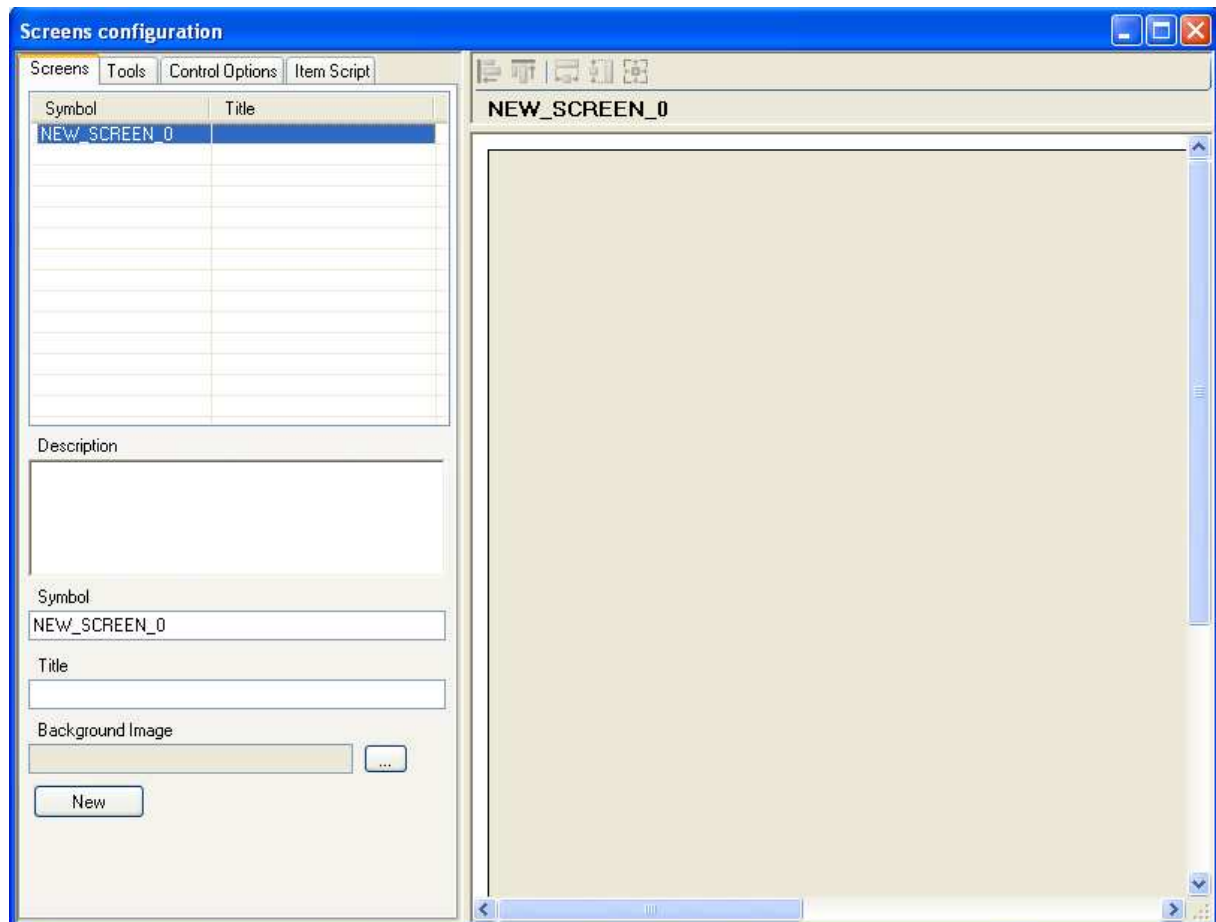 Screens configuration
Screens Tools Control Options Item Script
Symbol Title
NEW_SCREEN_0
Description
Symbol
NEW_SCREEN_0
Title
Background Image
...
New
NEW_SCREEN_0